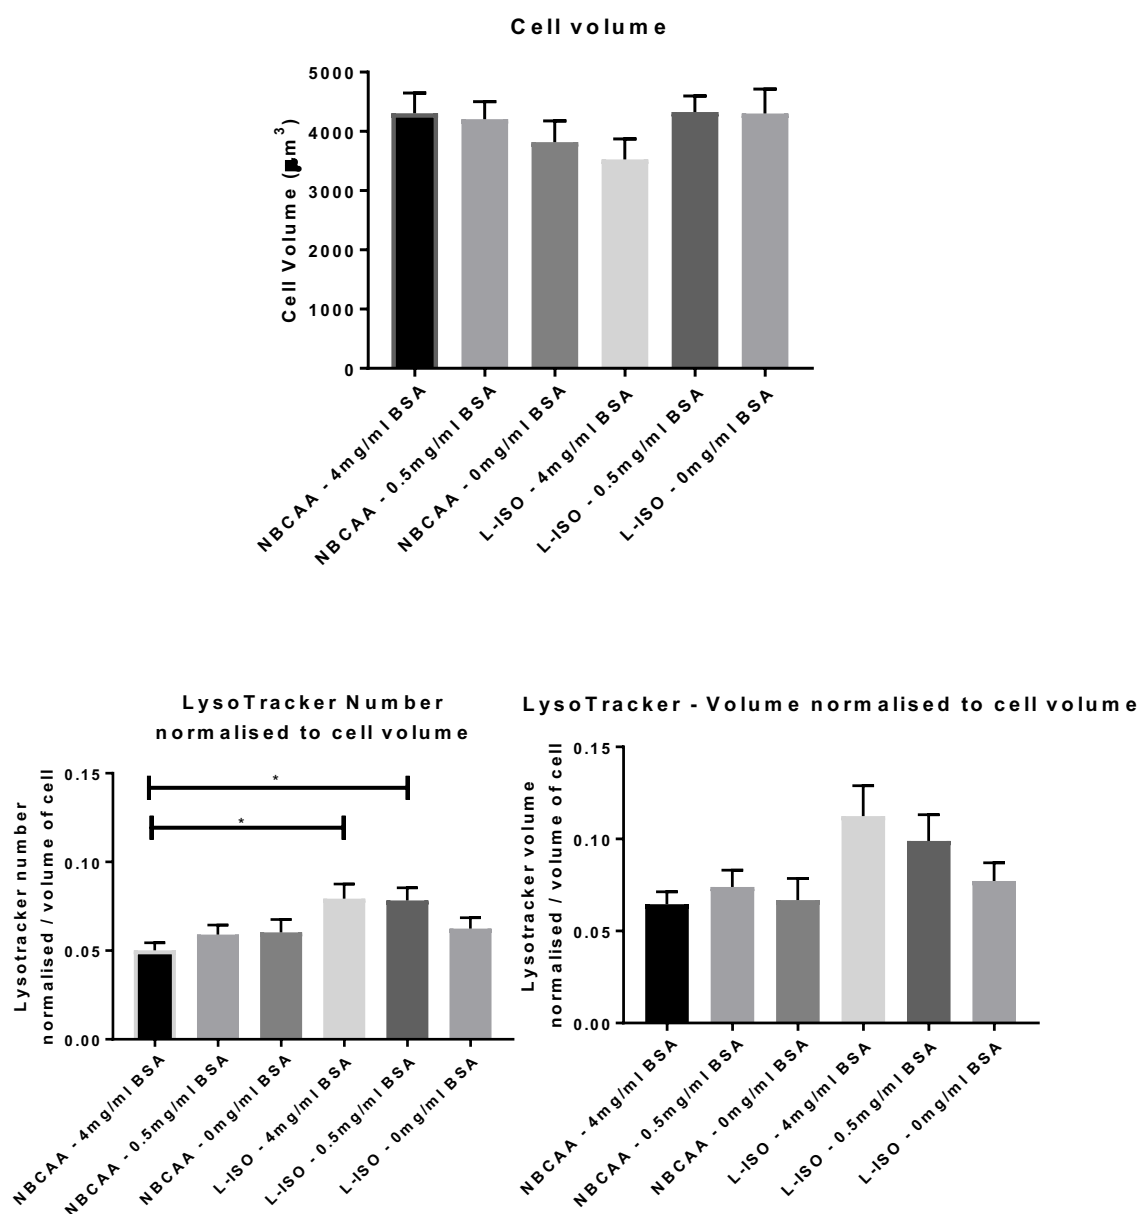 Cell volume
Cell Volume (µm³)
5000
4000
3000
2000
1000
0
NBCAA - 4mg/ml BSA
NBCAA - 0.5mg/ml BSA
NBCAA - 0mg/ml BSA
L-ISO - 4mg/ml BSA
L-ISO - 0.5mg/ml BSA
L-ISO - 0mg/ml BSA
LysoTracker Number
normalised to cell volume
Lysotracker number
normalised / volume of cell
0.15
0.10
0.05
0.00
*
*
NBCAA - 4mg/ml BSA
NBCAA - 0.5mg/ml BSA
NBCAA - 0mg/ml BSA
L-ISO - 4mg/ml BSA
L-ISO - 0.5mg/ml BSA
L-ISO - 0mg/ml BSA
LysoTracker - Volume normalised to cell volume
Lysotracker volume
normalised / volume of cell
0.15
0.10
0.05
0.00
NBCAA - 4mg/ml BSA
NBCAA - 0.5mg/ml BSA
NBCAA - 0mg/ml BSA
L-ISO - 4mg/ml BSA
L-ISO - 0.5mg/ml BSA
L-ISO - 0mg/ml BSA